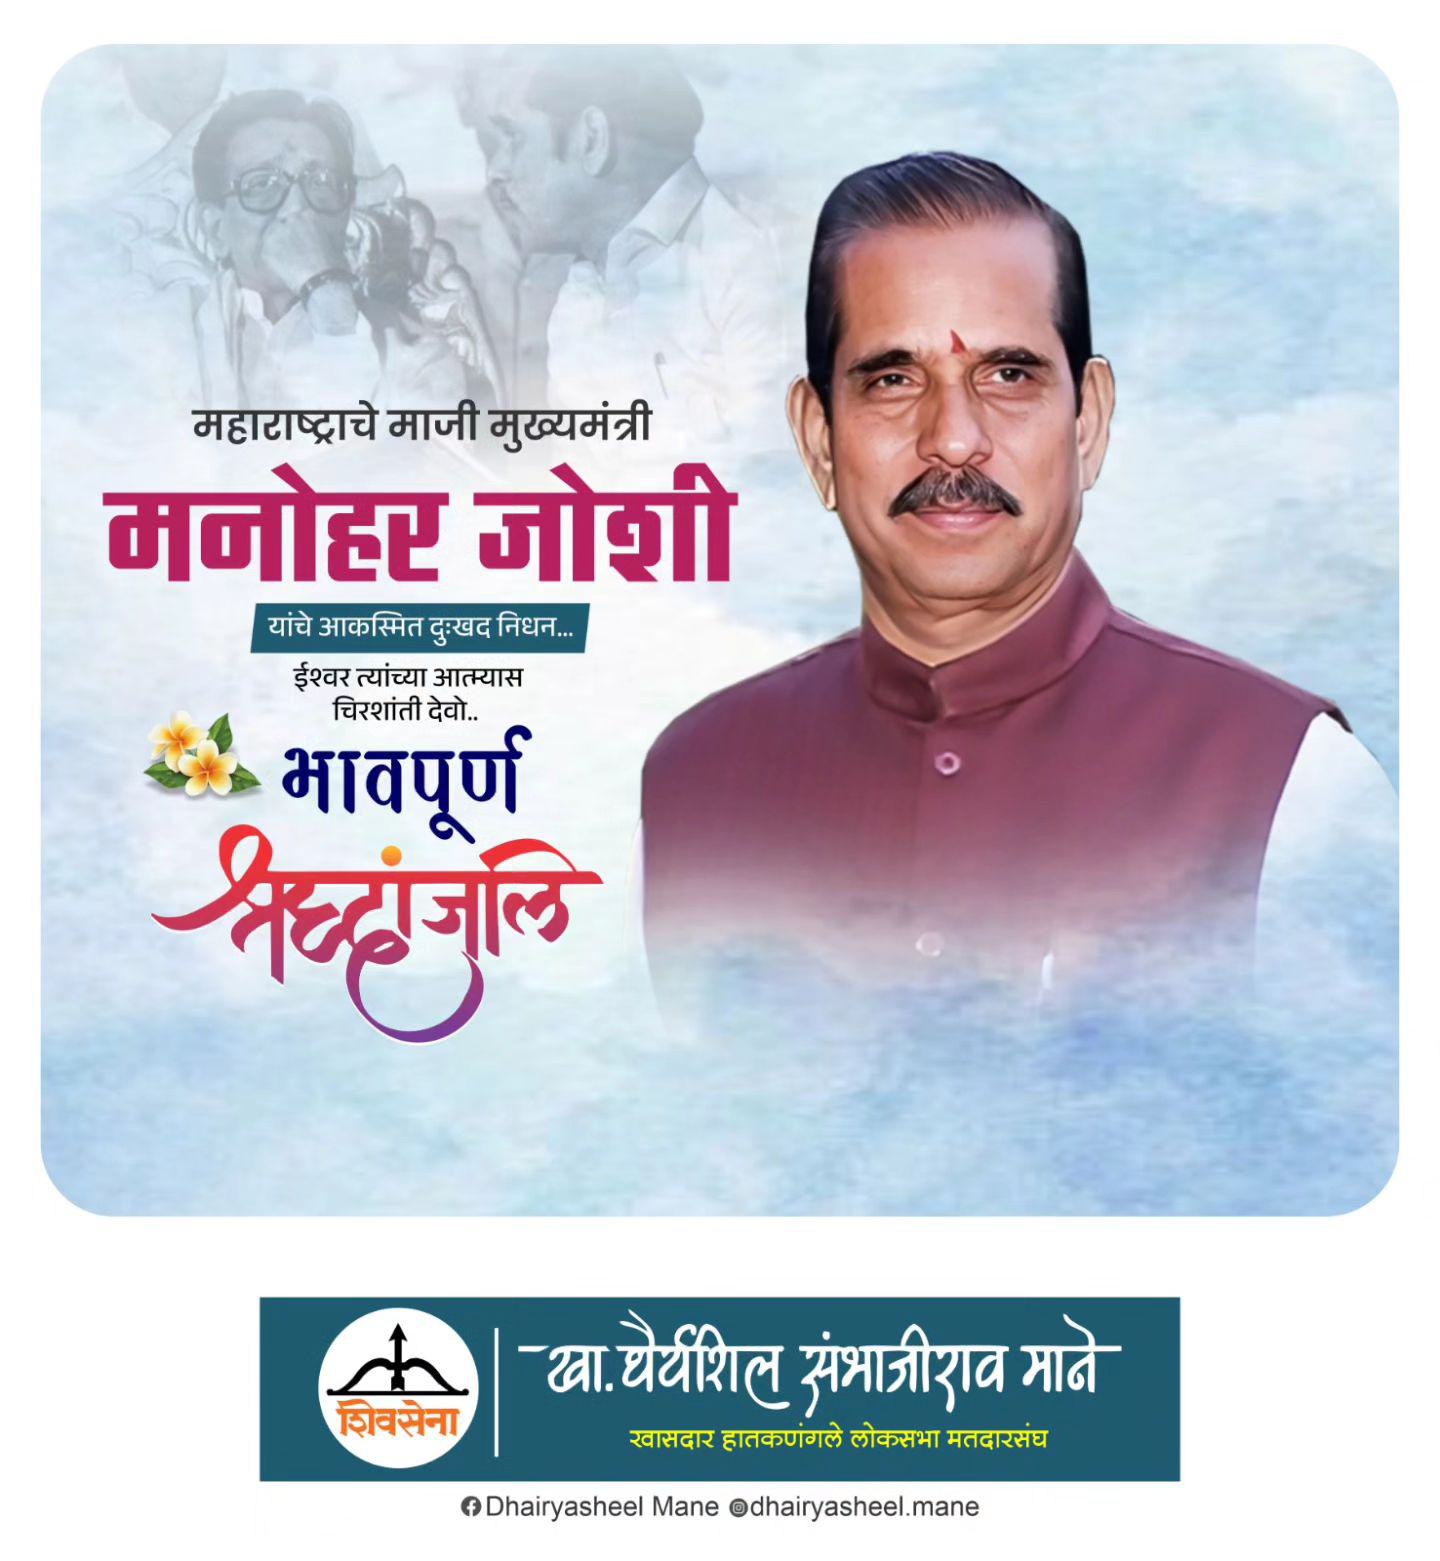 महाराष्ट्राचे माजी मुख्यमंत्री
मनोहर जोशी
यांचे आकस्मित दुःखद निधन...
ईश्वर त्यांच्या आत्म्यास
चिरशांती देवो..
भावपूर्ण
श्रध्दांजलि
शिवसेना
खा. धैर्यशिल संभाजीराव माने
खासदार हातकणंगले लोकसभा मतदारसंघ
Dhairyasheel Mane dhairyasheel.mane